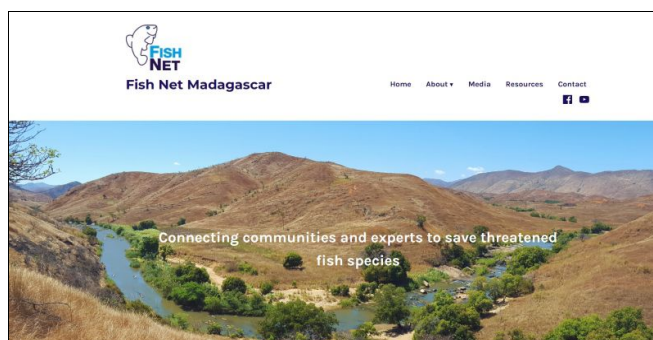 FISH
NET
Fish Net Madagascar
Home About ▾ Media Resources Contact
Connecting communities and experts to save threatened
fish species